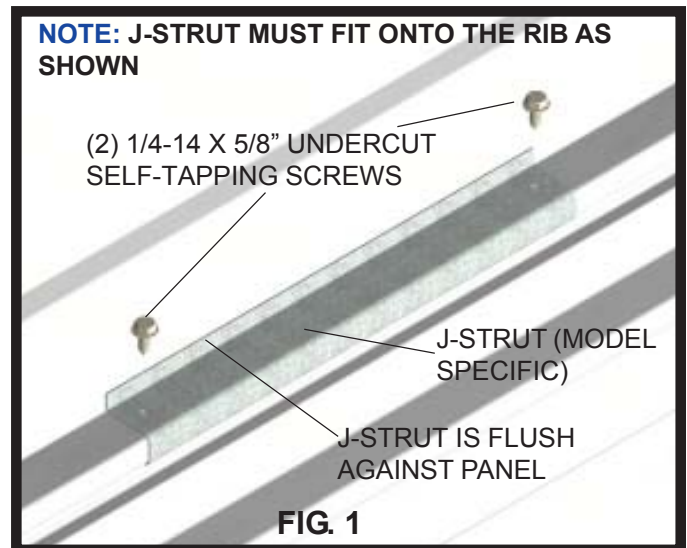 NOTE: J-STRUT MUST FIT ONTO THE RIB AS
SHOWN
(2) 1/4-14 X 5/8” UNDERCUT
SELF-TAPPING SCREWS
J-STRUT (MODEL
SPECIFIC)
J-STRUT IS FLUSH
AGAINST PANEL
FIG. 1